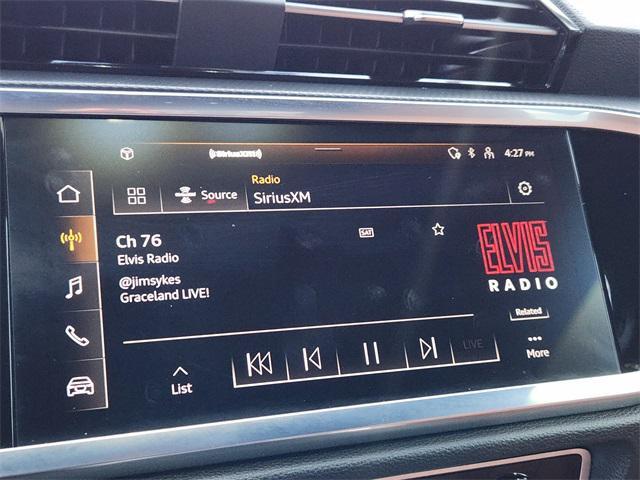 SiriusXM
4:27 PM
Source
Radio
SiriusXM
Ch 76
SAT
Elvis Radio
@jimsykes
Graceland LIVE!
ELVIS
RADIO
Related
List
LIVE
More